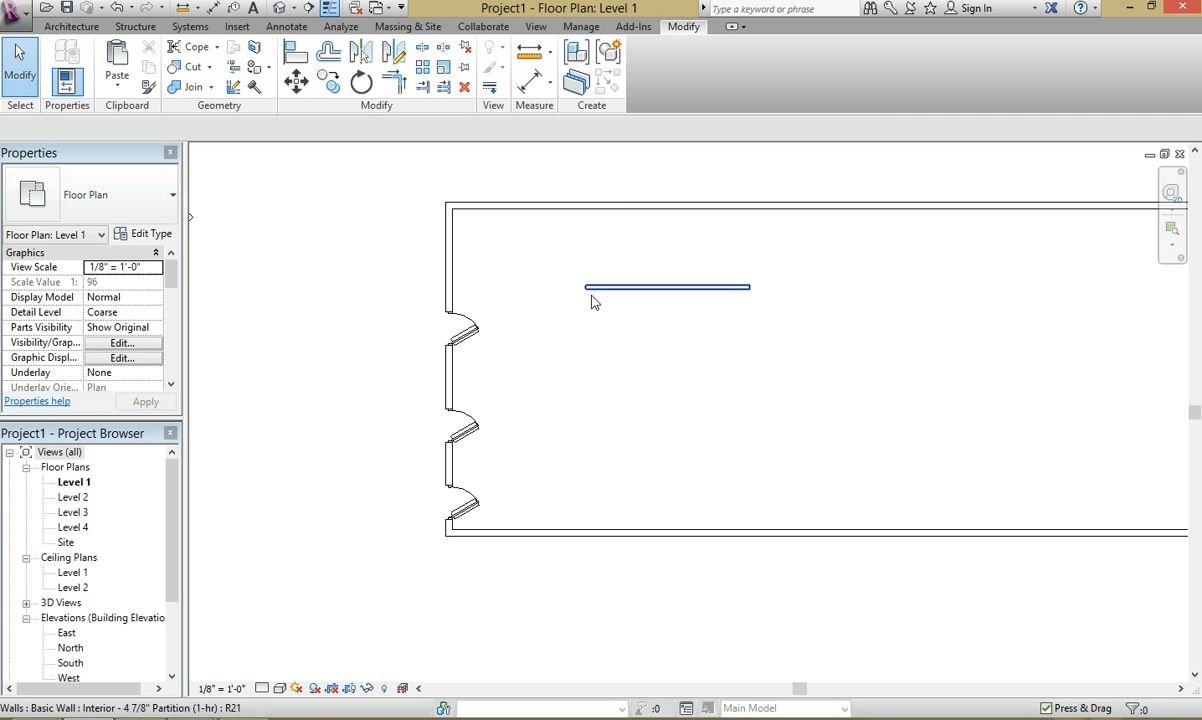 Project1 - Floor Plan: Level 1
Type a keyword or phrase
Sign In
Architecture Structure Systems Insert Annotate Analyze Massing & Site Collaborate View Manage Add-Ins Modify
Modify
Paste
Cope
Cut
Join
Select Properties Clipboard Geometry Modify View Measure Create
Properties
Floor Plan
Floor Plan: Level 1
Edit Type
Graphics
View Scale 1/8" = 1'-0"
Scale Value 1: 96
Display Model Normal
Detail Level Coarse
Parts Visibility Show Original
Visibility/Grap... Edit...
Graphic Displ... Edit...
Underlay None
Underlay Orie... Plan
Properties help
Apply
2D
Project1 - Project Browser
Views (all)
Floor Plans
Level 1
Level 2
Level 3
Level 4
Site
Ceiling Plans
Level 1
Level 2
3D Views
Elevations (Building Elevatio
East
North
South
West
1/8" = 1'-0"
Walls : Basic Wall : Interior - 4 7/8" Partition (1-hr) : R21
:0
Main Model
Press & Drag
:0